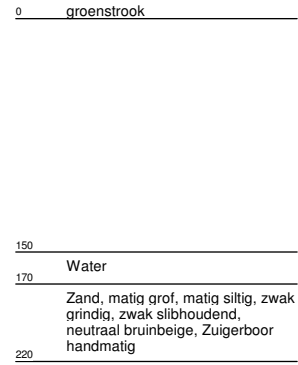 0 groenstrook
150
Water
170
Zand, matig grof, matig siltig, zwak
grindig, zwak slibhoudend,
neutraal bruinbeige, Zuigerboor
handmatig
220